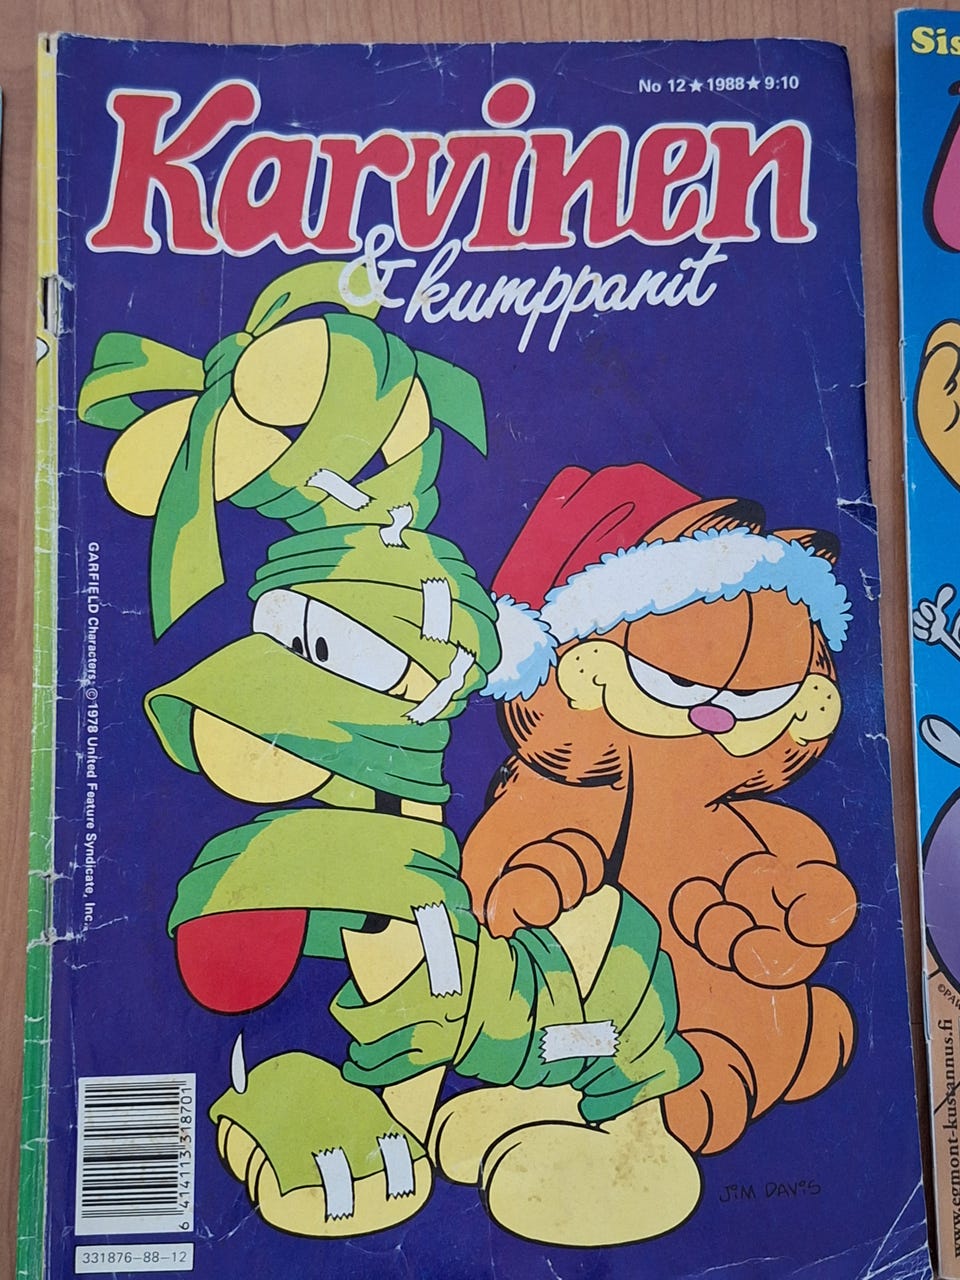 No 12★1988★9:10
Karvinen
& kumppanit
GARFIELD Characters: © 1978 United Feature Syndicate, Inc.
JIM DAVIS
6 414113 318701
331876-88-12
www.egmont-kustannus.fi